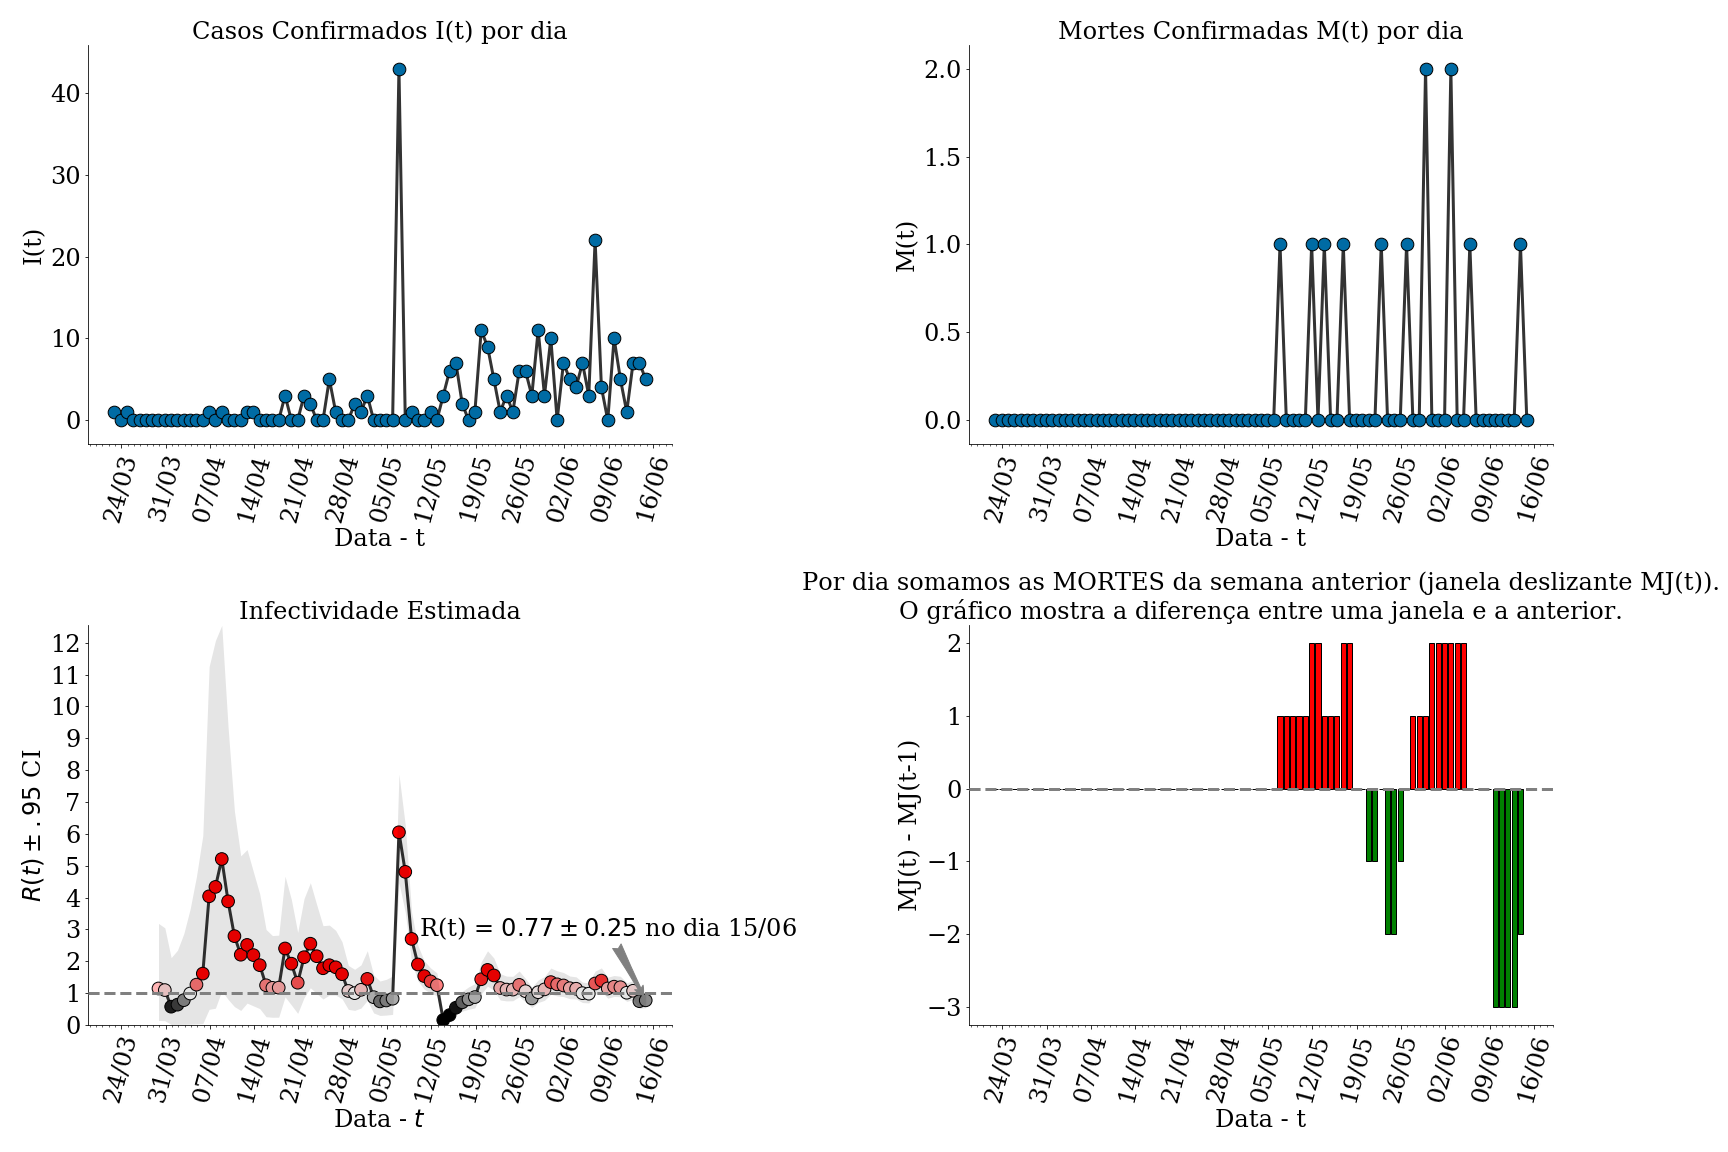 Casos Confirmados I(t) por dia
I(t)
40
30
20
10
0
24/03 31/03 07/04 14/04 21/04 28/04 05/05 12/05 19/05 26/05 02/06 09/06 16/06
Data - t
Mortes Confirmadas M(t) por dia
M(t)
2.0
1.5
1.0
0.5
0.0
24/03 31/03 07/04 14/04 21/04 28/04 05/05 12/05 19/05 26/05 02/06 09/06 16/06
Data - t
Infectividade Estimada
R(t) ± .95 CI
12
11
10
9
8
7
6
5
4
3
2
1
0
R(t) = 0.77 ± 0.25 no dia 15/06
24/03 31/03 07/04 14/04 21/04 28/04 05/05 12/05 19/05 26/05 02/06 09/06 16/06
Data - t
Por dia somamos as MORTES da semana anterior (janela deslizante MJ(t)).
O gráfico mostra a diferença entre uma janela e a anterior.
MJ(t) - MJ(t-1)
2
1
0
−1
−2
−3
24/03 31/03 07/04 14/04 21/04 28/04 05/05 12/05 19/05 26/05 02/06 09/06 16/06
Data - t